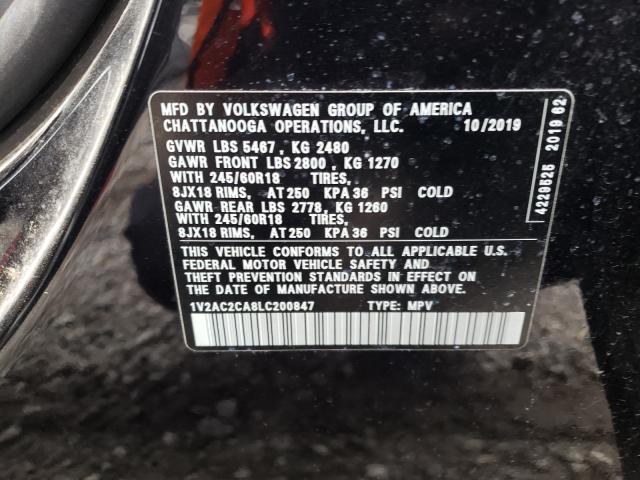 MFD BY VOLKSWAGEN GROUP OF AMERICA
CHATTANOOGA OPERATIONS, LLC. 10/2019
GVWR LBS 5467, KG 2480
GAWR FRONT LBS 2800, KG 1270
WITH 245/60R18 TIRES,
8JX18 RIMS, AT 250 KPA 36 PSI COLD
GAWR REAR LBS 2778, KG 1260
WITH 245/60R18 TIRES,
8JX18 RIMS, AT 250 KPA 36 PSI COLD
THIS VEHICLE CONFORMS TO ALL APPLICABLE U.S.
FEDERAL MOTOR VEHICLE SAFETY AND
THEFT PREVENTION STANDARDS IN EFFECT ON
THE DATE OF MANUFACTURE SHOWN ABOVE.
1V2AC2CA8LC200847 TYPE: MPV
4229525 2019 62